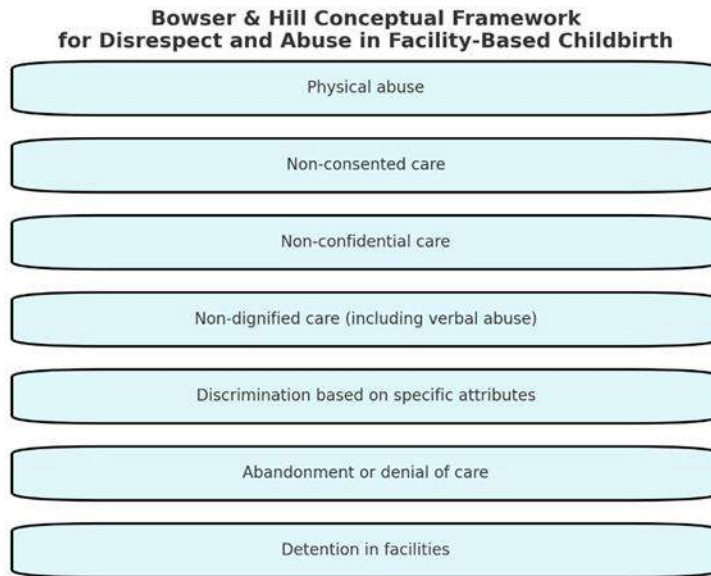 Bowser & Hill Conceptual Framework
for Disrespect and Abuse in Facility-Based Childbirth
Physical abuse
Non-consented care
Non-confidential care
Non-dignified care (including verbal abuse)
Discrimination based on specific attributes
Abandonment or denial of care
Detention in facilities